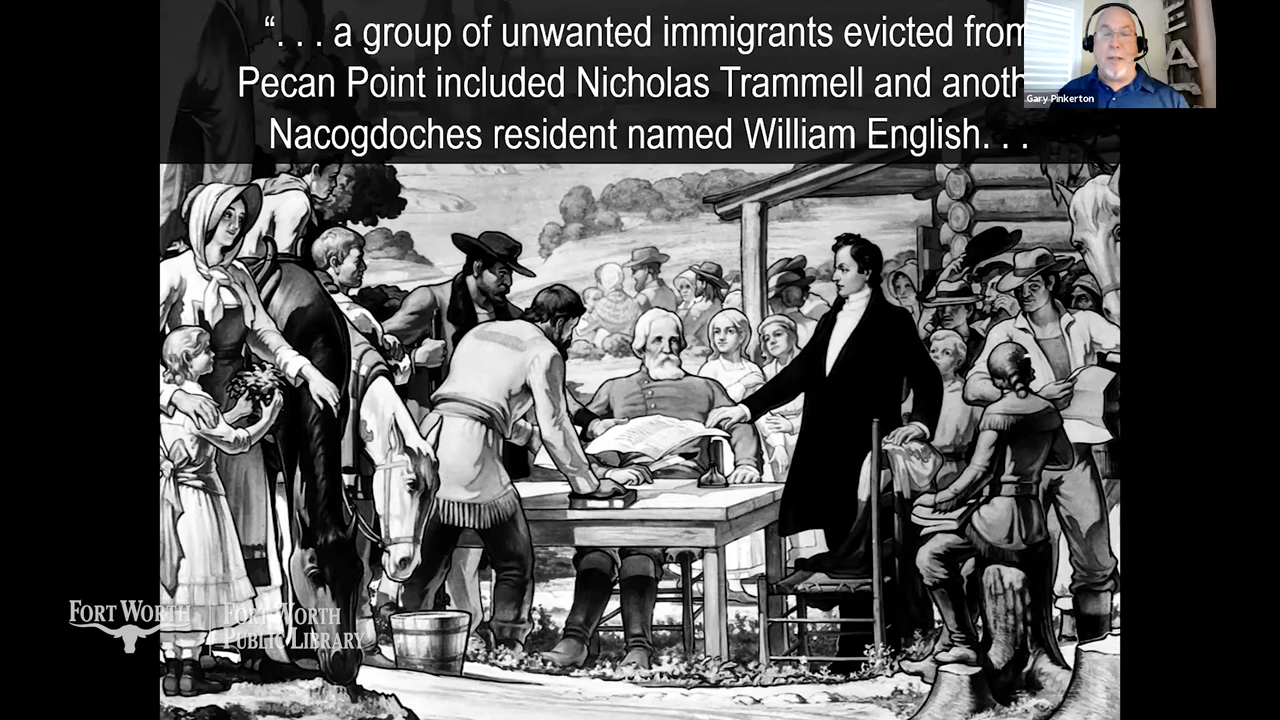 “. . . a group of unwanted immigrants evicted from
Pecan Point included Nicholas Trammell and anoth
Nacogdoches resident named William English. . .
Gary Pinkerton
FORT WORTH
FORT WORTH
PUBLIC LIBRARY